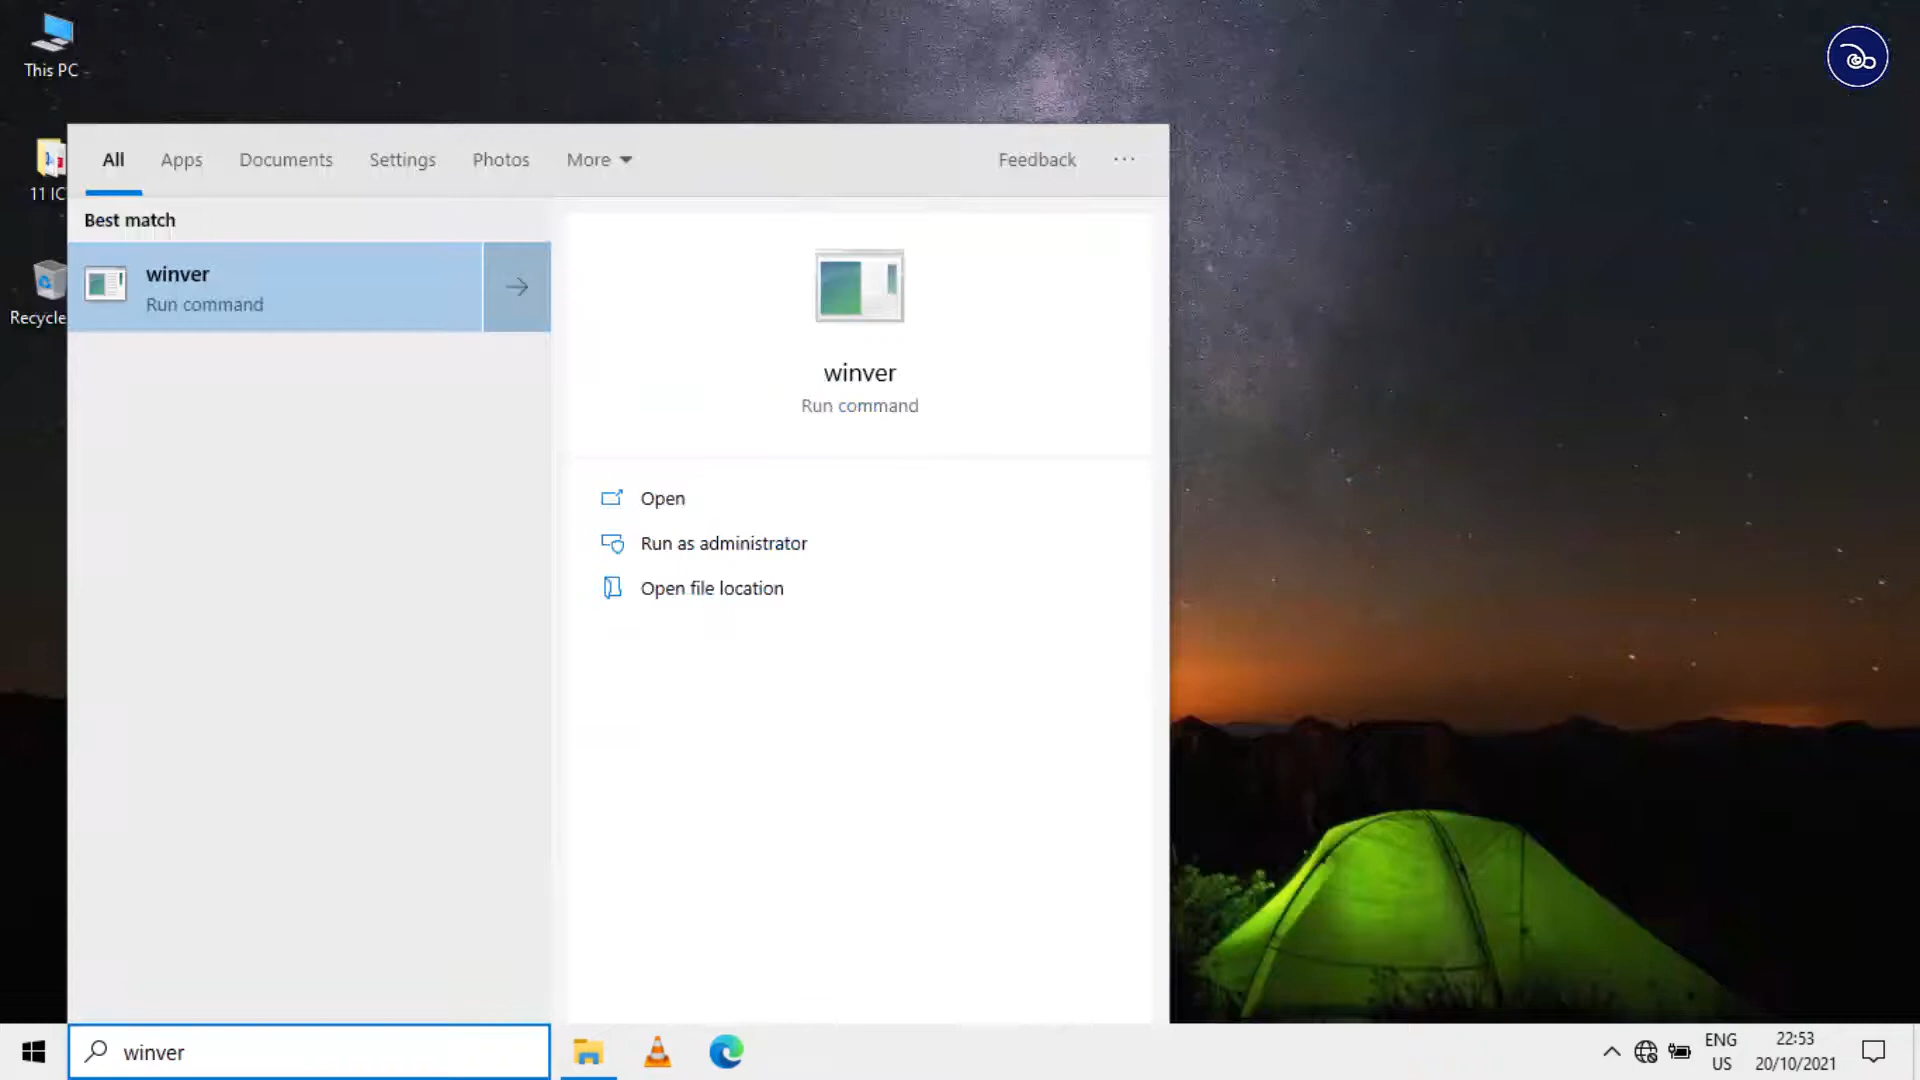 This PC
11 IC
Recycle
All
Apps
Documents
Settings
Photos
More
Feedback
Best match
winver
Run command
winver
Run command
Open
Run as administrator
Open file location
winver
ENG
US
22:53
20/10/2021